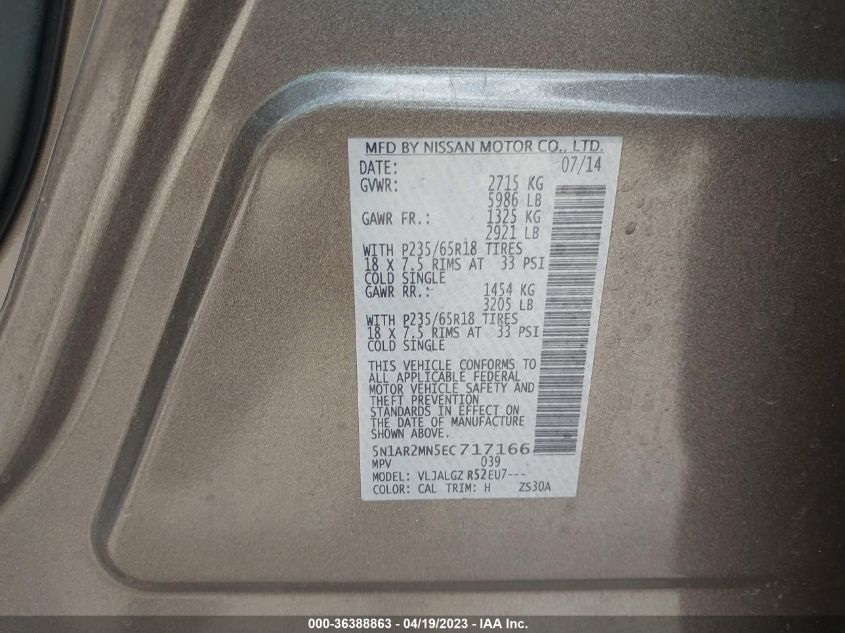 MFD BY NISSAN MOTOR CO., LTD.
DATE: 07/14
GVWR: 2715 KG
5986 LB
GAWR FR.: 1325 KG
2921 LB
WITH P235/65R18 TIRES
18 X 7.5 RIMS AT 33 PSI
COLD SINGLE
GAWR RR.: 1454 KG
3205 LB
WITH P235/65R18 TIRES
18 X 7.5 RIMS AT 33 PSI
COLD SINGLE
THIS VEHICLE CONFORMS TO
ALL APPLICABLE FEDERAL
MOTOR VEHICLE SAFETY AND
THEFT PREVENTION
STANDARDS IN EFFECT ON
THE DATE OF MANUFACTURE
SHOWN ABOVE.
5N1AR2MN5EC717166
MPV 039
MODEL: VLJALGZ R52EU7---
COLOR: CAL TRIM: H ZS30A
000-36388863 - 04/19/2023 - IAA Inc.